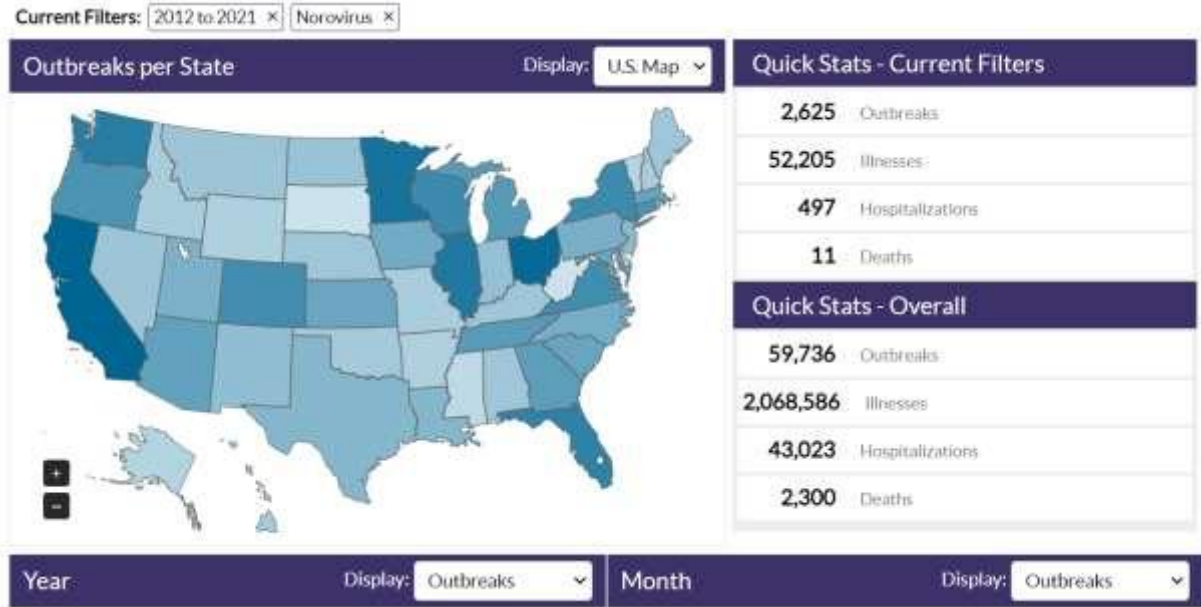 Current Filters: 2012 to 2021 × Norovirus ×
Outbreaks per State Display: U.S. Map
Quick Stats - Current Filters
2,625 Outbreaks
52,205 Illnesses
497 Hospitalizations
11 Deaths
Quick Stats - Overall
59,736 Outbreaks
2,068,586 Illnesses
43,023 Hospitalizations
2,300 Deaths
+
-
Year Display: Outbreaks
Month Display: Outbreaks